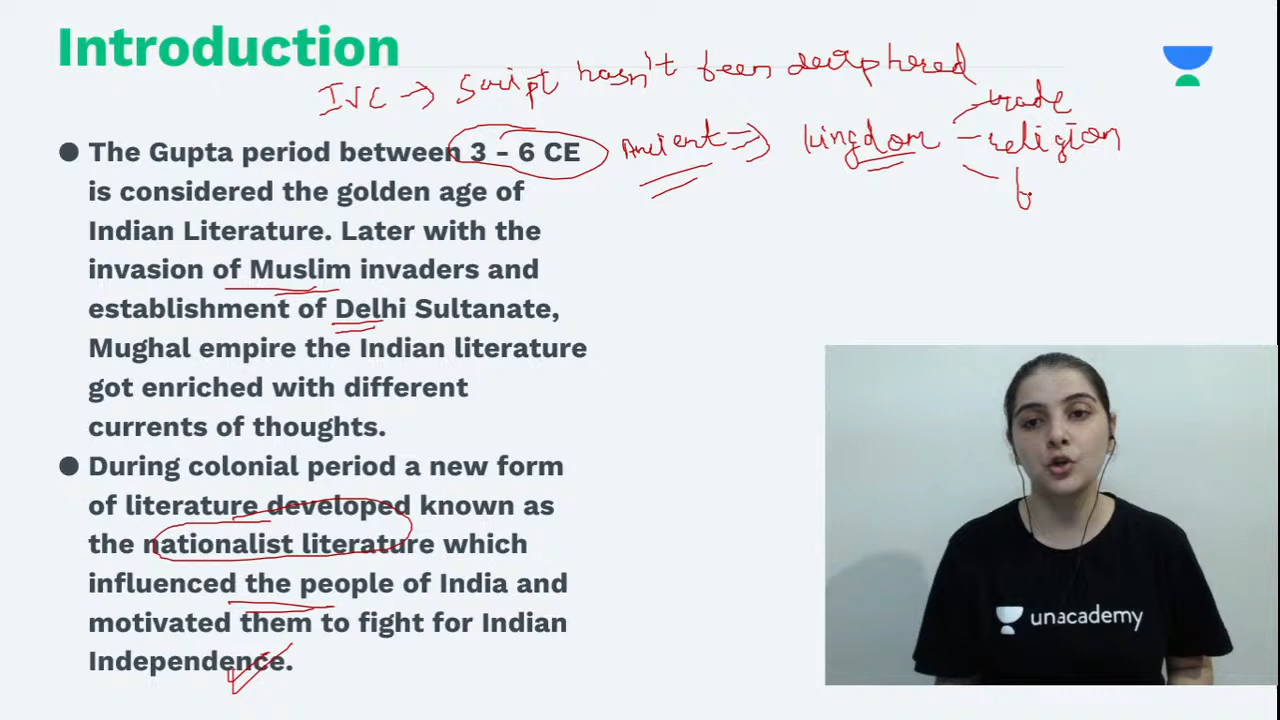 Introduction
IVC → Script hasn't been deciphered
trade
Ancient ⇒ kingdom - religion
The Gupta period between 3 - 6 CE
is considered the golden age of
Indian Literature. Later with the
invasion of Muslim invaders and
establishment of Delhi Sultanate,
Mughal empire the Indian literature
got enriched with different
currents of thoughts.
During colonial period a new form
of literature developed known as
the nationalist literature which
influenced the people of India and
motivated them to fight for Indian
Independence.
unacademy